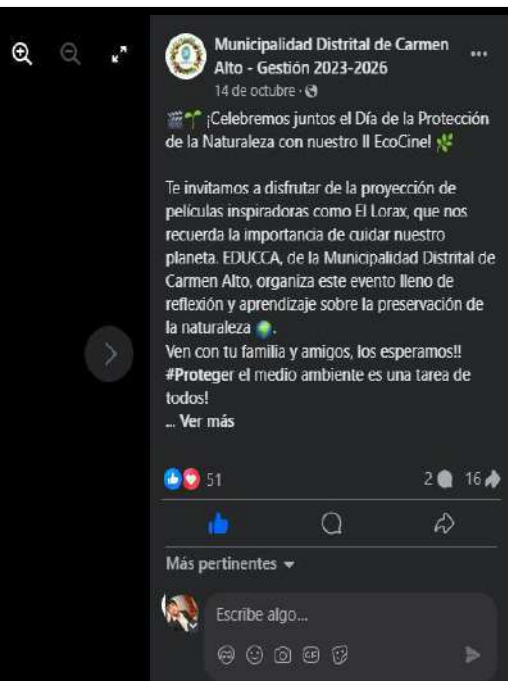 Municipalidad Distrital de Carmen
Alto - Gestión 2023-2026
14 de octubre ·
¡Celebremos juntos el Día de la Protección
de la Naturaleza con nuestro II EcoCine!
Te invitamos a disfrutar de la proyección de
películas inspiradoras como El Lorax, que nos
recuerda la importancia de cuidar nuestro
planeta. EDUCCA, de la Municipalidad Distrital de
Carmen Alto, organiza este evento lleno de
reflexión y aprendizaje sobre la preservación de
la naturaleza .
Ven con tu familia y amigos, los esperamos!!
#Proteger el medio ambiente es una tarea de
todos!
... Ver más
51
2 16
Más pertinentes
Escribe algo...
GIF